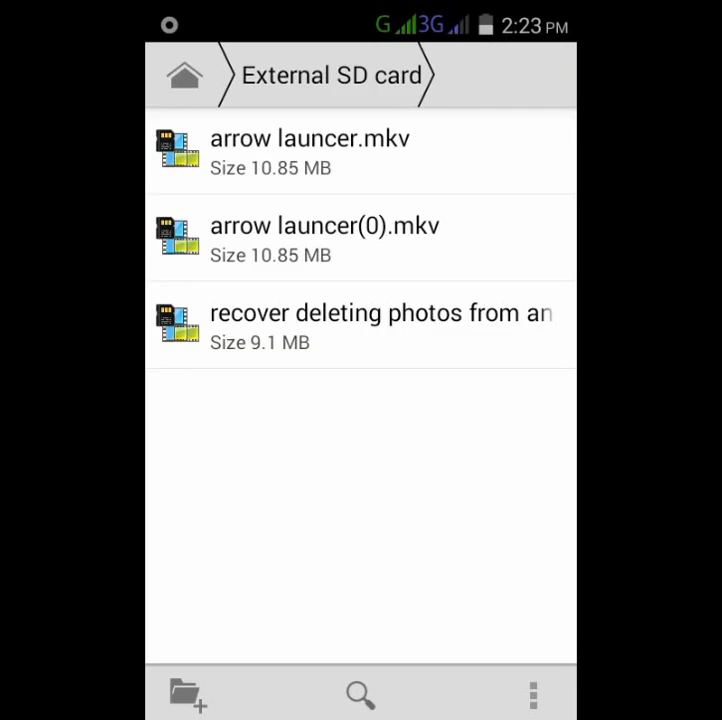 G 3G 2:23 PM
External SD card
arrow launcer.mkv
Size 10.85 MB
arrow launcer(0).mkv
Size 10.85 MB
recover deleting photos from an
Size 9.1 MB